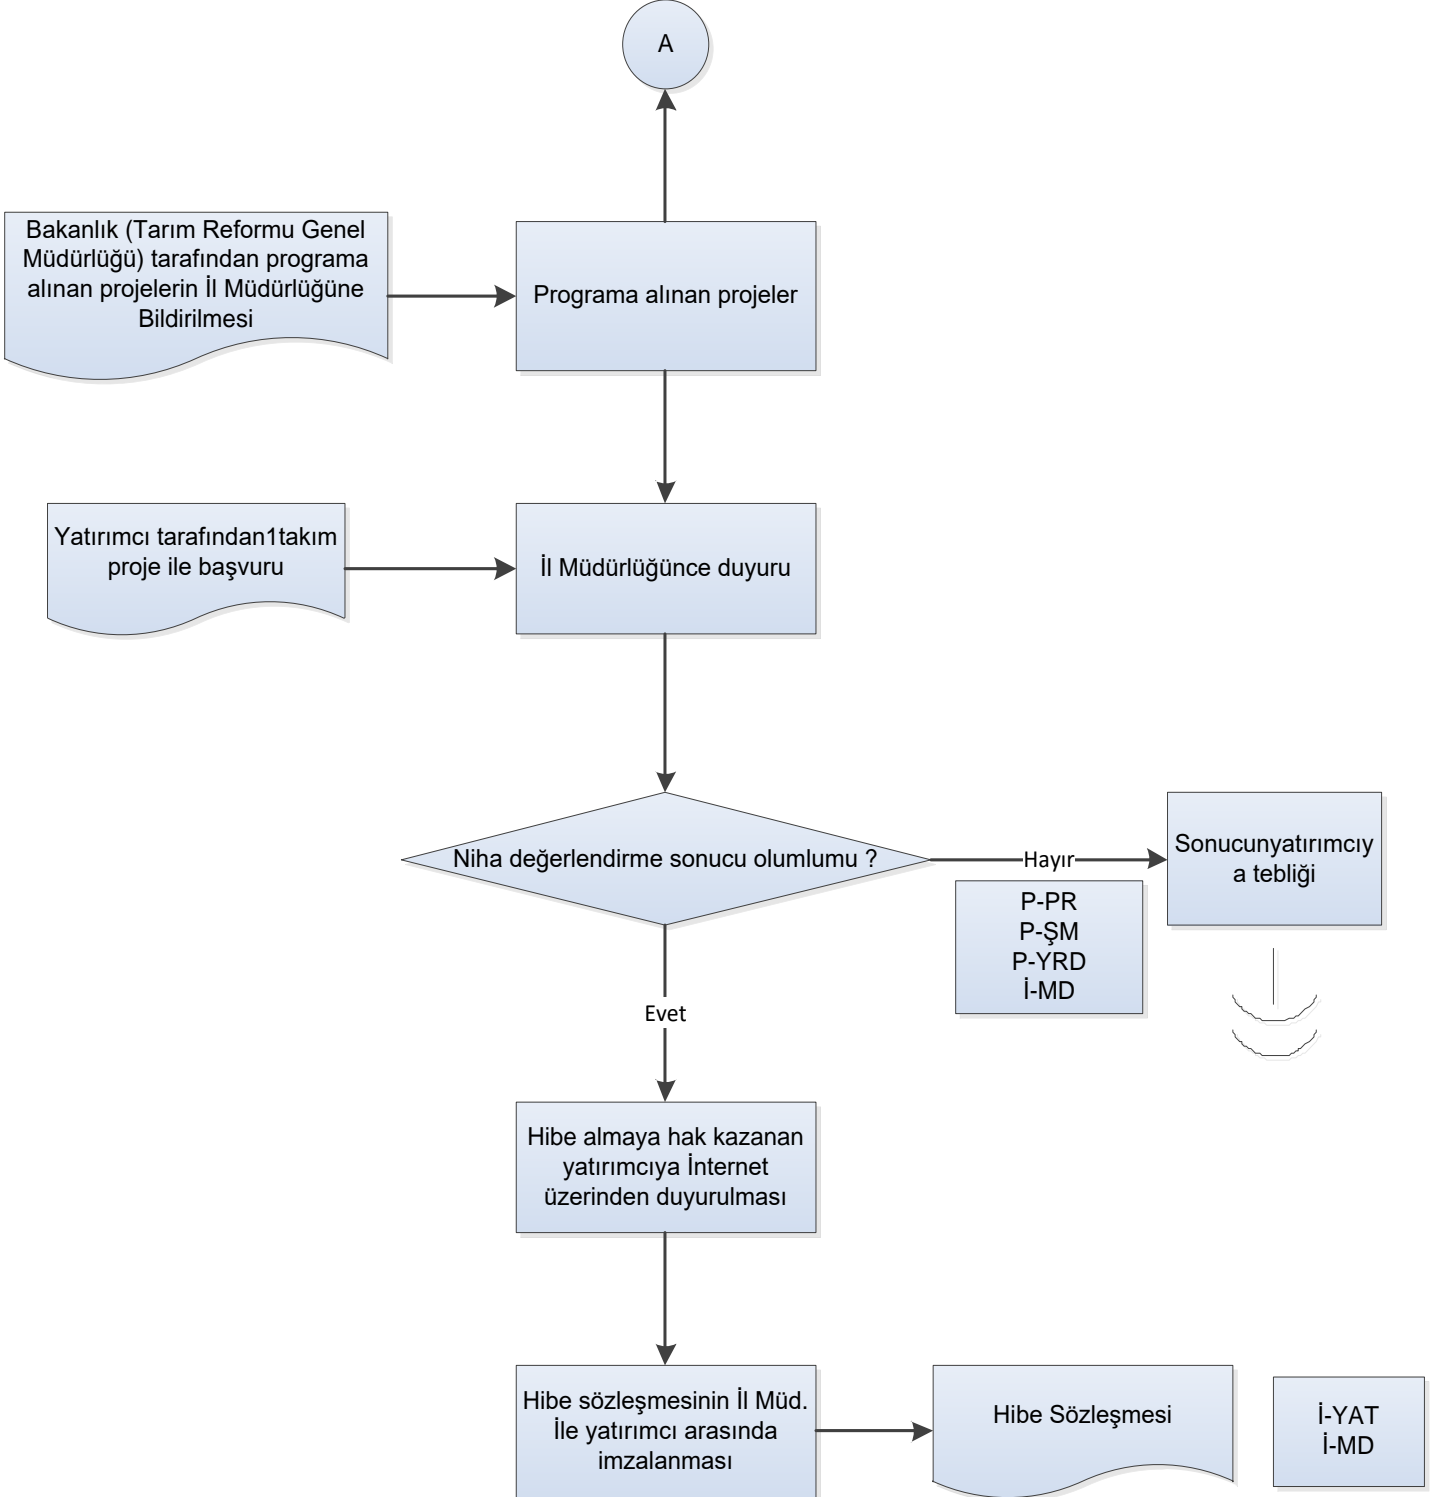 A
Bakanlık (Tarım Reformu Genel
Müdürlüğü) tarafından programa
alınan projelerin İl Müdürlüğüne
Bildirilmesi
Programa alınan projeler
Yatırımcı tarafından1takım
proje ile başvuru
İl Müdürlüğünce duyuru
Niha değerlendirme sonucu olumlumu ?
Hayır
Sonucunyatırımcıy
a tebliği
P-PR
P-ŞM
P-YRD
İ-MD
Evet
Hibe almaya hak kazanan
yatırımcıya İnternet
üzerinden duyurulması
Hibe sözleşmesinin İl Müd.
İle yatırımcı arasında
imzalanması
Hibe Sözleşmesi
İ-YAT
İ-MD